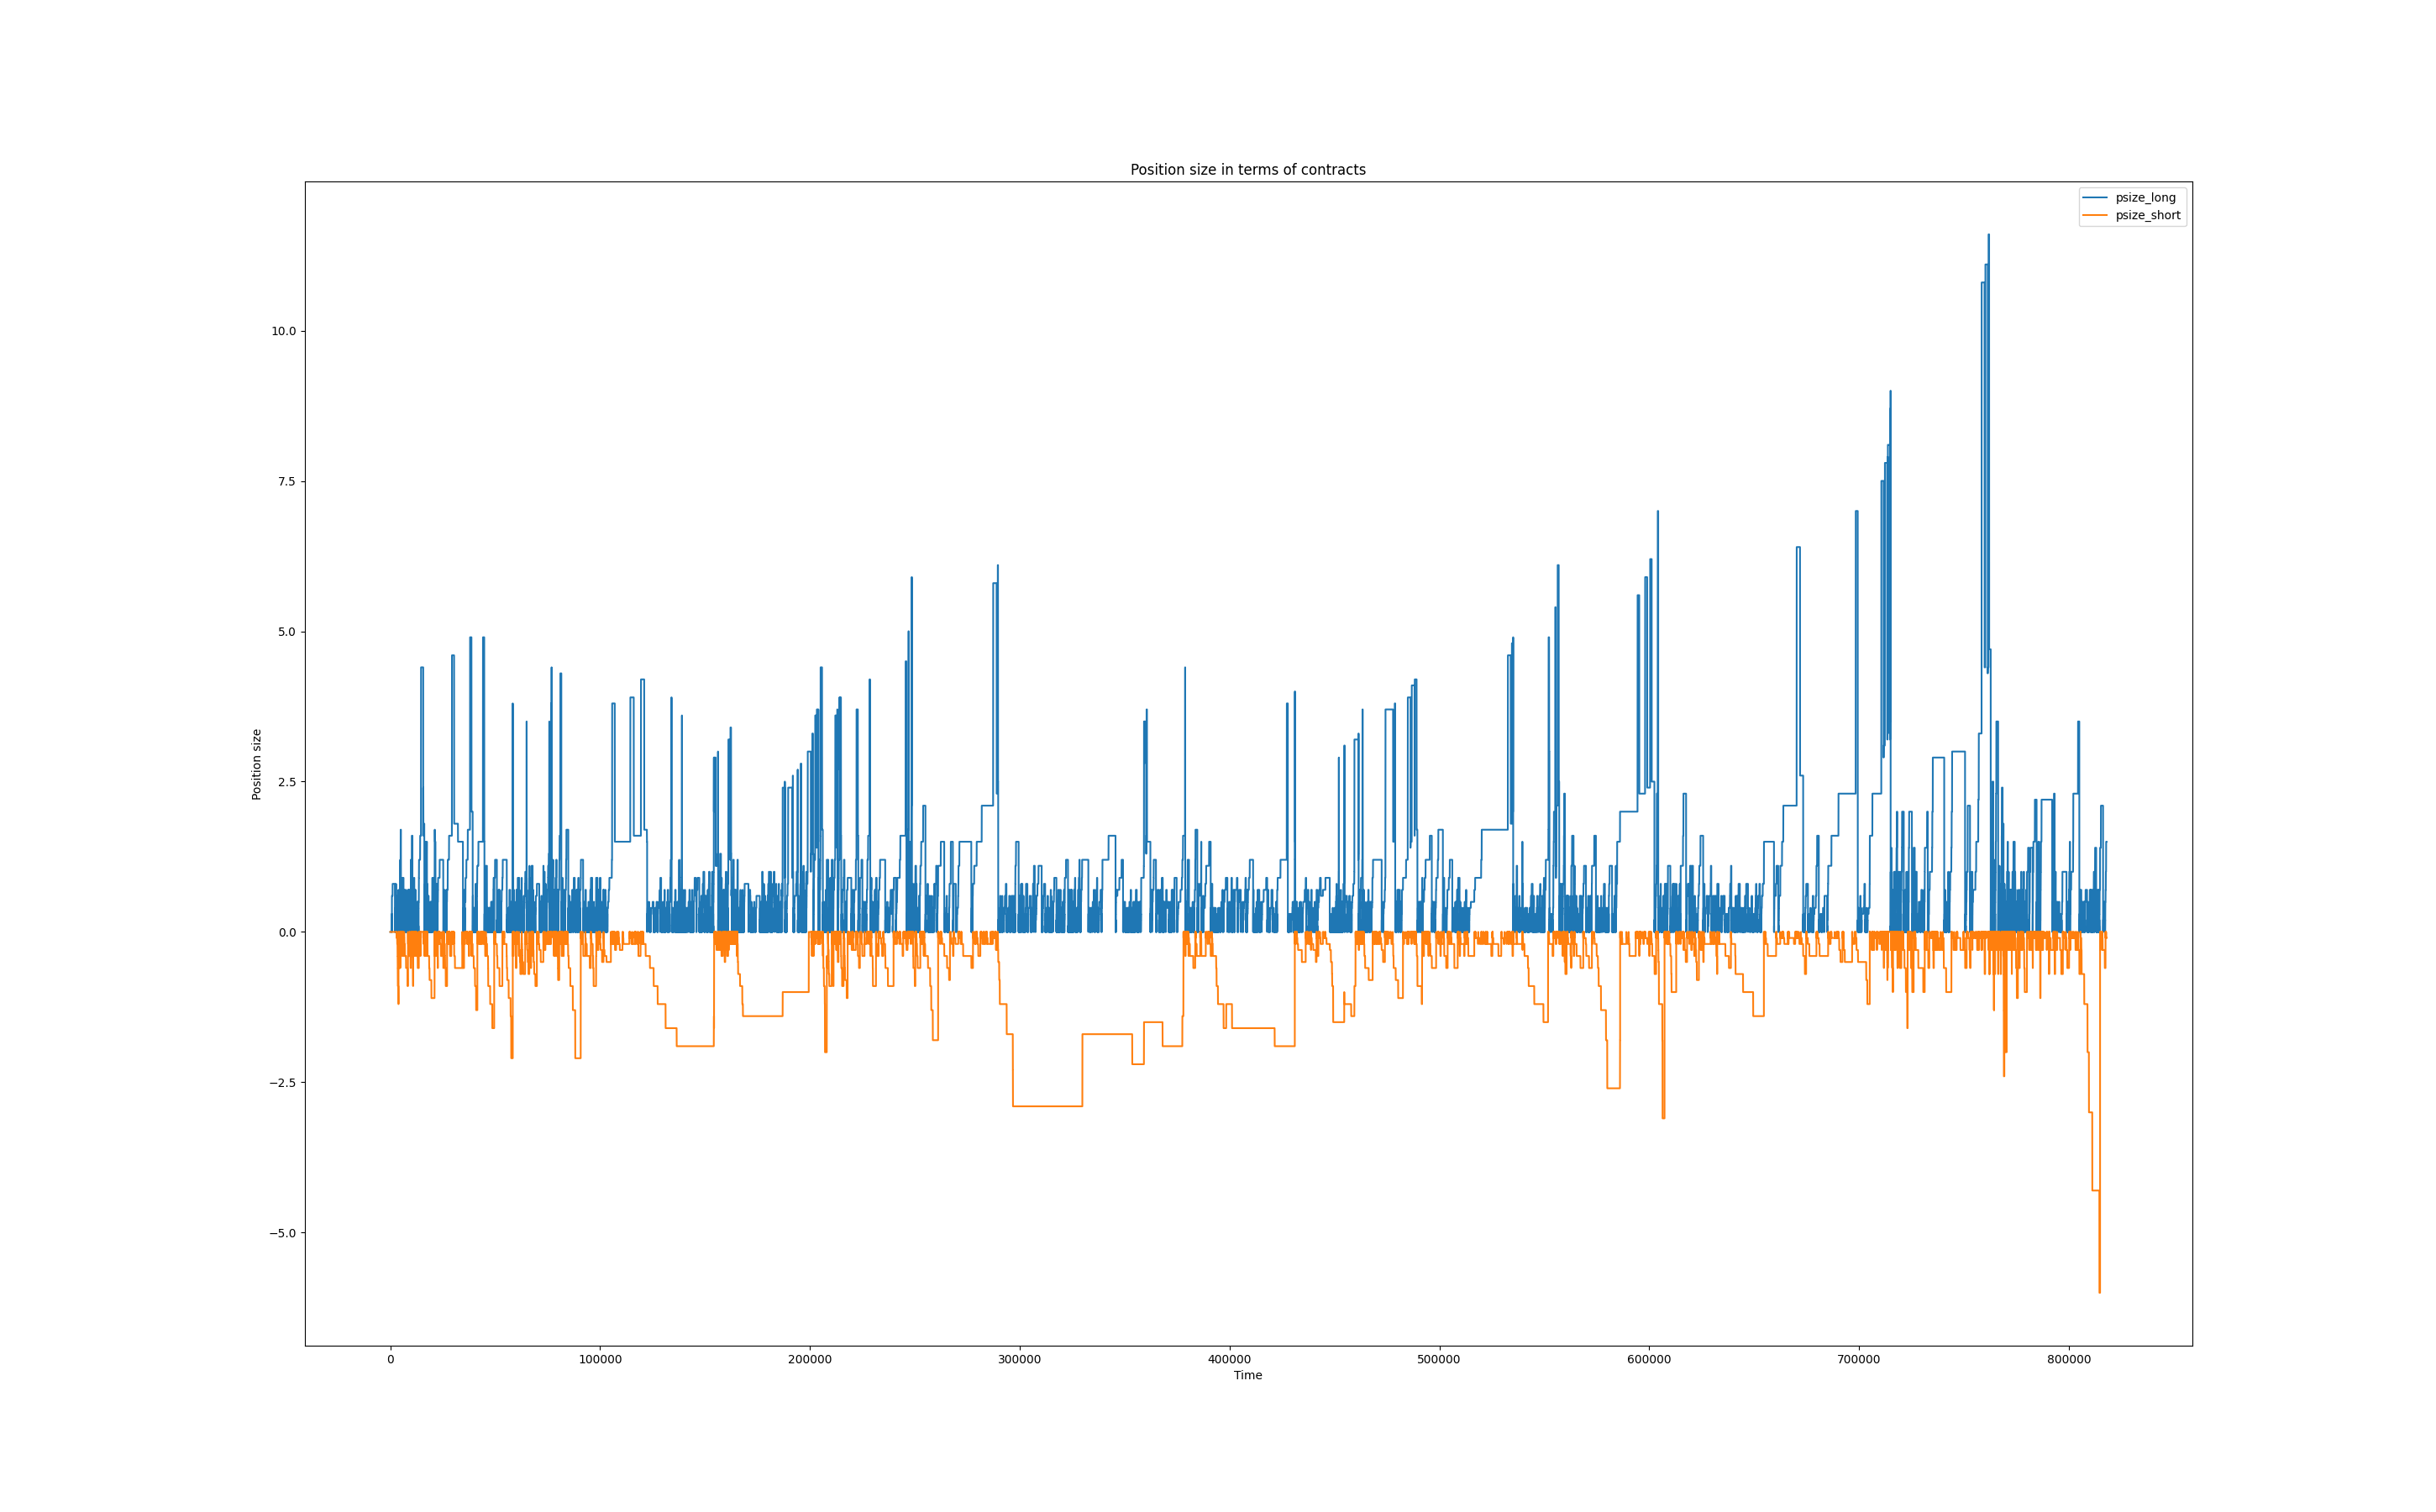 Position size in terms of contracts
psize_long
psize_short
10.0
7.5
5.0
2.5
0.0
−2.5
−5.0
Position size
0 100000 200000 300000 400000 500000 600000 700000 800000
Time